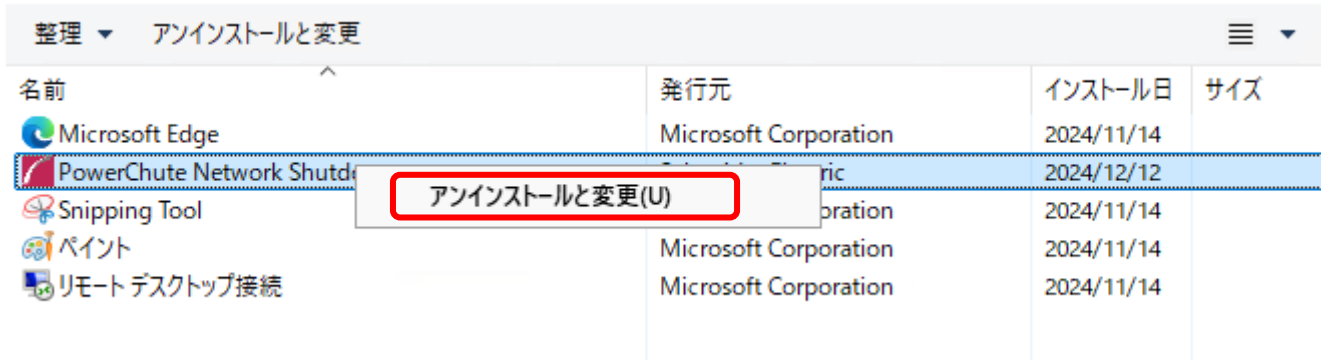 整理 アンインストールと変更
名前 発行元 インストール日 サイズ
Microsoft Edge Microsoft Corporation 2024/11/14
PowerChute Network 2024/12/12
アンインストールと変更(U)
Snipping Tool 2024/11/14
ペイント Microsoft Corporation 2024/11/14
リモート デスクトップ接続 Microsoft Corporation 2024/11/14